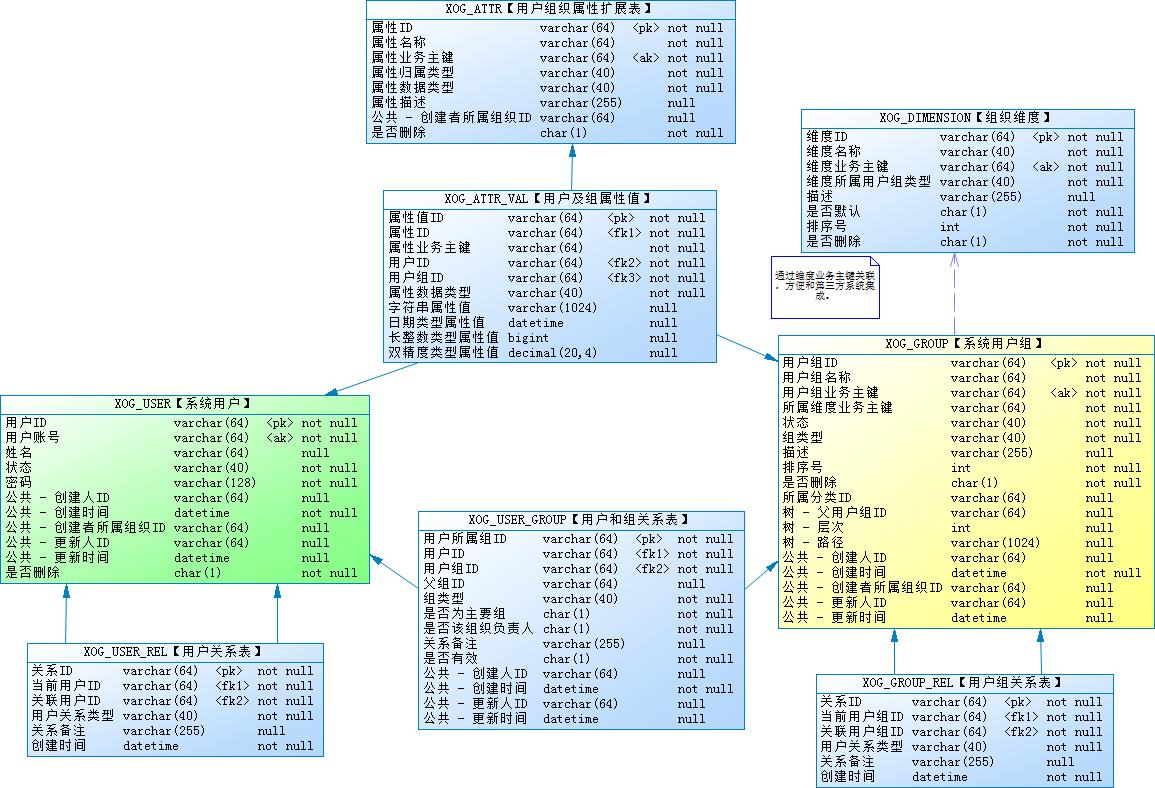 XOG_ATTR【用户组织属性扩展表】
属性ID varchar(64) <pk> not null
属性名称 varchar(64) not null
属性业务主键 varchar(64) <ak> not null
属性归属类型 varchar(40) not null
属性数据类型 varchar(40) not null
属性描述 varchar(255) null
公共 - 创建者所属组织ID varchar(64) null
是否删除 char(1) not null
XOG_DIMENSION【组织维度】
维度ID varchar(64) <pk> not null
维度名称 varchar(40) not null
维度业务主键 varchar(64) <ak> not null
维度所属用户组类型 varchar(40) not null
描述 varchar(255) null
是否默认 char(1) not null
排序号 int not null
是否删除 char(1) not null
XOG_ATTR_VAL【用户及组属性值】
属性值ID varchar(64) <pk> not null
属性ID varchar(64) <fk1> not null
属性业务主键 varchar(64) not null
用户ID varchar(64) <fk2> not null
用户组ID varchar(64) <fk3> not null
属性数据类型 varchar(40) not null
字符串属性值 varchar(1024) null
日期类型属性值 datetime null
长整数类型属性值 bigint null
双精度类型属性值 decimal(20,4) null
通过维度业务主键关联
，方便和第三方系统集
成。
XOG_GROUP【系统用户组】
用户组ID varchar(64) <pk> not null
用户组名称 varchar(64) not null
用户组业务主键 varchar(64) <ak> not null
所属维度业务主键 varchar(64) not null
状态 varchar(40) not null
组类型 varchar(40) not null
描述 varchar(255) null
排序号 int not null
是否删除 char(1) not null
所属分类ID varchar(64) null
树 - 父用户组ID varchar(64) null
树 - 层次 int null
树 - 路径 varchar(1024) null
公共 - 创建人ID varchar(64) null
公共 - 创建时间 datetime not null
公共 - 创建者所属组织ID varchar(64) null
公共 - 更新人ID varchar(64) null
公共 - 更新时间 datetime null
XOG_USER【系统用户】
用户ID varchar(64) <pk> not null
用户账号 varchar(64) <ak> not null
姓名 varchar(64) null
状态 varchar(40) not null
密码 varchar(128) not null
公共 - 创建人ID varchar(64) null
公共 - 创建时间 datetime not null
公共 - 创建者所属组织ID varchar(64) null
公共 - 更新人ID varchar(64) null
公共 - 更新时间 datetime null
是否删除 char(1) not null
XOG_USER_GROUP【用户和组关系表】
用户所属组ID varchar(64) <pk> not null
用户ID varchar(64) <fk1> not null
用户组ID varchar(64) <fk2> not null
父组ID varchar(64) null
组类型 varchar(40) not null
是否为主要组 char(1) not null
是否该组织负责人 char(1) not null
关系备注 varchar(255) null
是否有效 char(1) not null
公共 - 创建人ID varchar(64) null
公共 - 创建时间 datetime not null
公共 - 更新人ID varchar(64) null
公共 - 更新时间 datetime null
XOG_USER_REL【用户关系表】
关系ID varchar(64) <pk> not null
当前用户ID varchar(64) <fk1> not null
关联用户ID varchar(64) <fk2> not null
用户关系类型 varchar(40) not null
关系备注 varchar(255) null
创建时间 datetime not null
XOG_GROUP_REL【用户组关系表】
关系ID varchar(64) <pk> not null
当前用户组ID varchar(64) <fk1> not null
关联用户组ID varchar(64) <fk2> not null
用户关系类型 varchar(40) not null
关系备注 varchar(255) null
创建时间 datetime not null